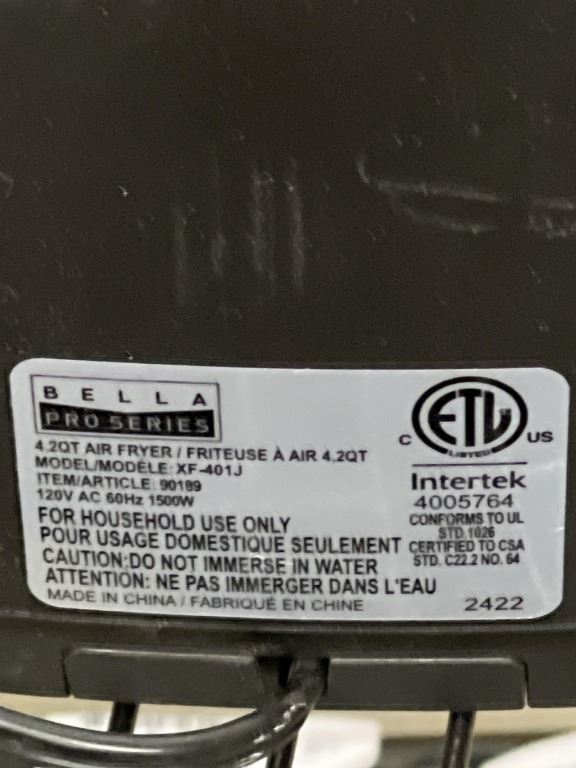 BELLA
PRO SERIES
4.2QT AIR FRYER / FRITEUSE À AIR 4.2QT
MODEL/MODÈLE: XF-401J
ITEM/ARTICLE: 90189
120V AC 60Hz 1500W
FOR HOUSEHOLD USE ONLY
POUR USAGE DOMESTIQUE SEULEMENT
CAUTION:DO NOT IMMERSE IN WATER
ATTENTION: NE PAS IMMERGER DANS L'EAU
MADE IN CHINA / FABRIQUÉ EN CHINE
C ETL US
LISTED
Intertek
4005764
CONFORMS TO UL
STD.1026
CERTIFIED TO CSA
STD. C22.2 NO. 64
2422